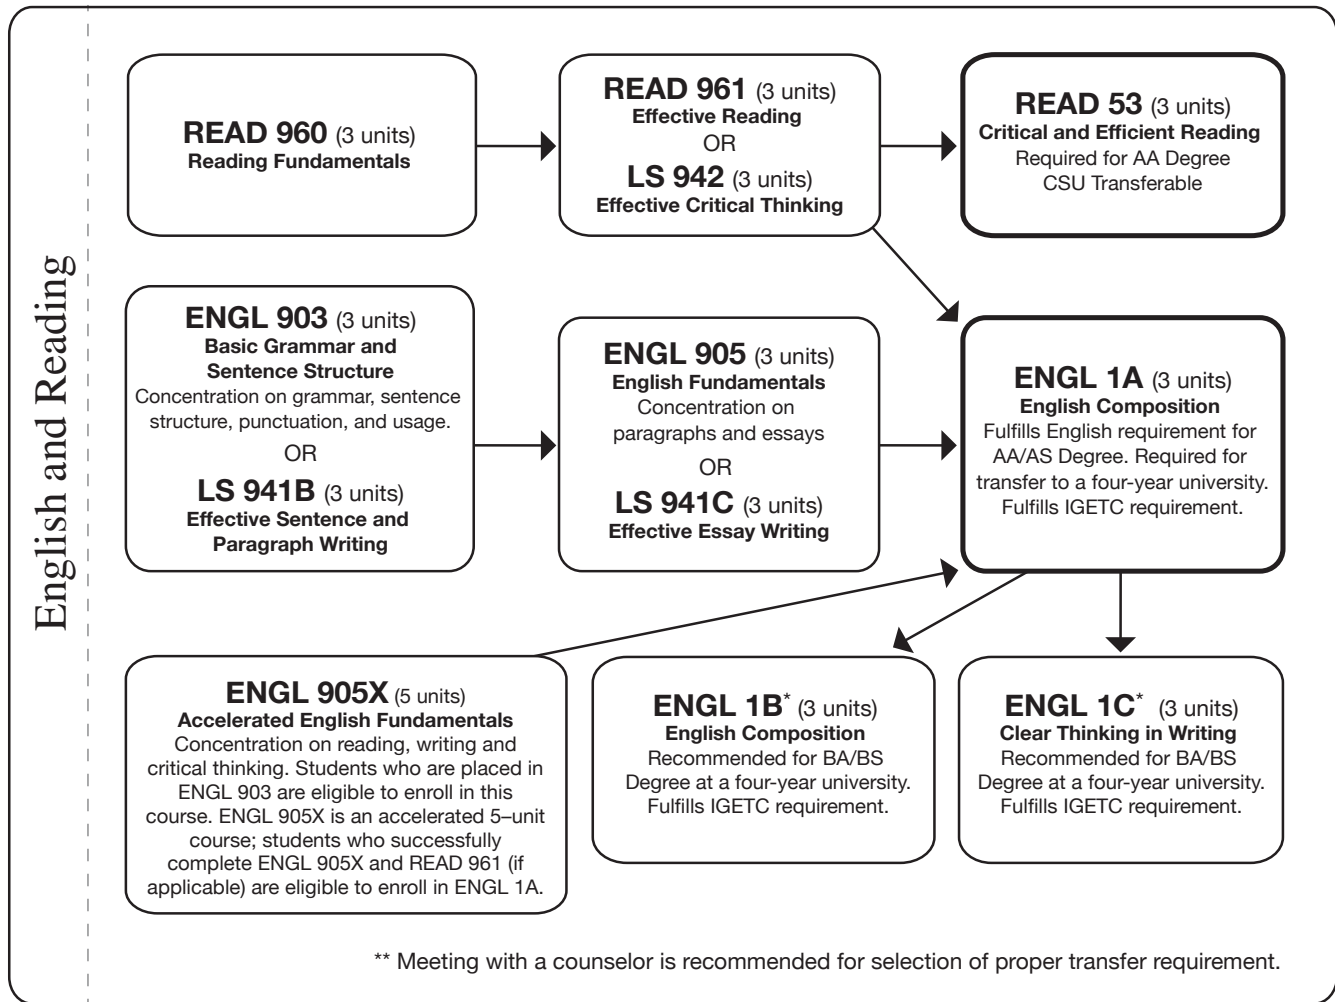 English and Reading
READ 960 (3 units)
Reading Fundamentals
READ 961 (3 units)
Effective Reading
OR
LS 942 (3 units)
Effective Critical Thinking
READ 53 (3 units)
Critical and Efficient Reading
Required for AA Degree
CSU Transferable
ENGL 903 (3 units)
Basic Grammar and
Sentence Structure
Concentration on grammar, sentence
structure, punctuation, and usage.
OR
LS 941B (3 units)
Effective Sentence and
Paragraph Writing
ENGL 905 (3 units)
English Fundamentals
Concentration on
paragraphs and essays
OR
LS 941C (3 units)
Effective Essay Writing
ENGL 1A (3 units)
English Composition
Fulfills English requirement for
AA/AS Degree. Required for
transfer to a four-year university.
Fulfills IGETC requirement.
ENGL 905X (5 units)
Accelerated English Fundamentals
Concentration on reading, writing and
critical thinking. Students who are placed in
ENGL 903 are eligible to enroll in this
course. ENGL 905X is an accelerated 5–unit
course; students who successfully
complete ENGL 905X and READ 961 (if
applicable) are eligible to enroll in ENGL 1A.
ENGL 1B* (3 units)
English Composition
Recommended for BA/BS
Degree at a four-year university.
Fulfills IGETC requirement.
ENGL 1C* (3 units)
Clear Thinking in Writing
Recommended for BA/BS
Degree at a four-year university.
Fulfills IGETC requirement.
** Meeting with a counselor is recommended for selection of proper transfer requirement.